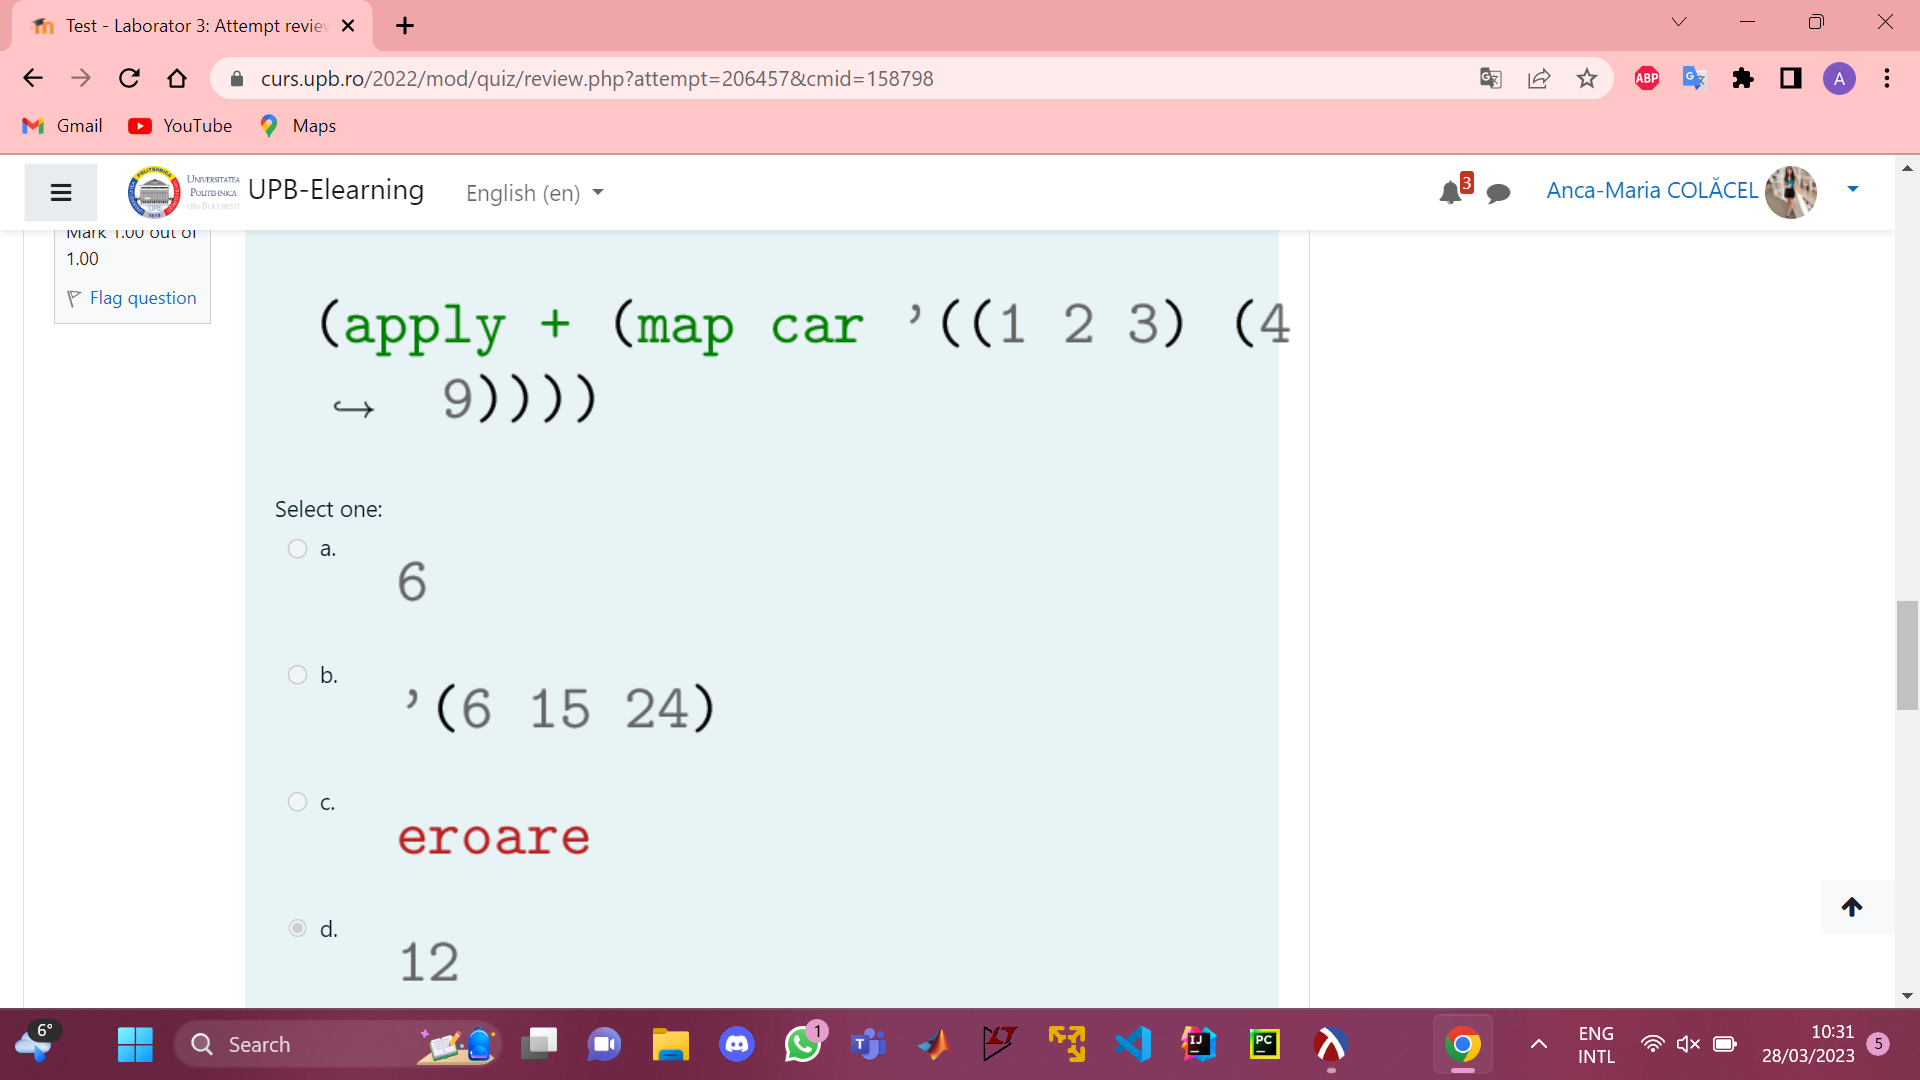 Test - Laborator 3: Attempt review
curs.upb.ro/2022/mod/quiz/review.php?attempt=206457&cmid=158798
ABP
A
Gmail
YouTube
Maps
UNIVERSITATEA
POLITEHNICA
DIN BUCUREȘTI
UPB-Elearning
English (en)
3
Anca-Maria COLĂCEL
Mark 1.00 out of
1.00
Flag question
(apply + (map car '((1 2 3) (4
↪ 9))))
Select one:
a.
6
b.
'(6 15 24)
c.
eroare
d.
12
6°
Search
1
PC
ENG
INTL
10:31
28/03/2023
5